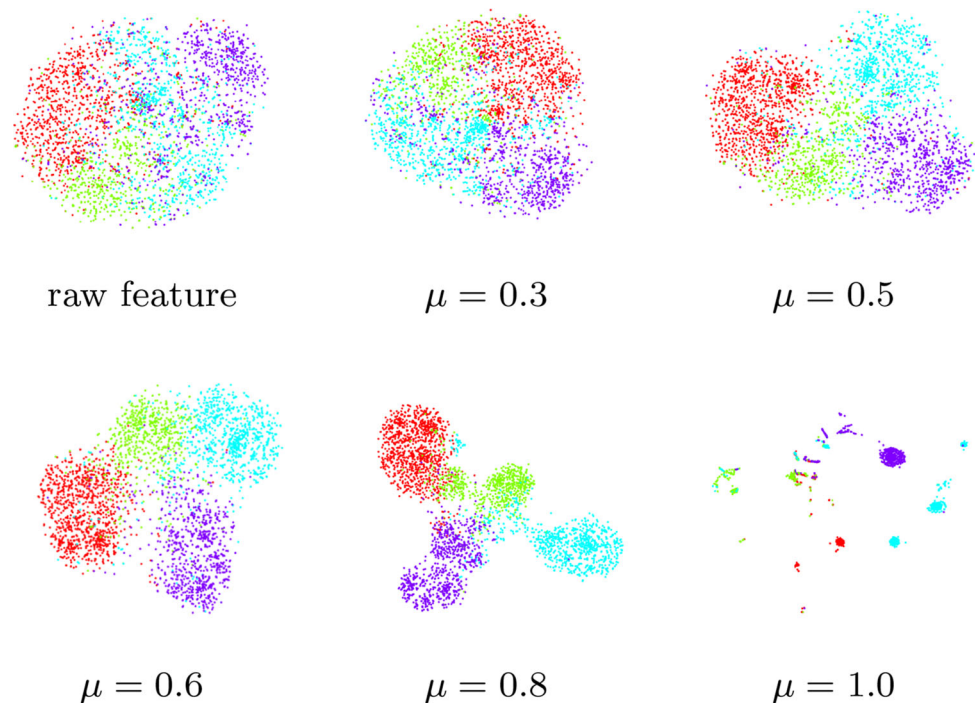 raw feature
μ = 0.3
μ = 0.5
μ = 0.6
μ = 0.8
μ = 1.0